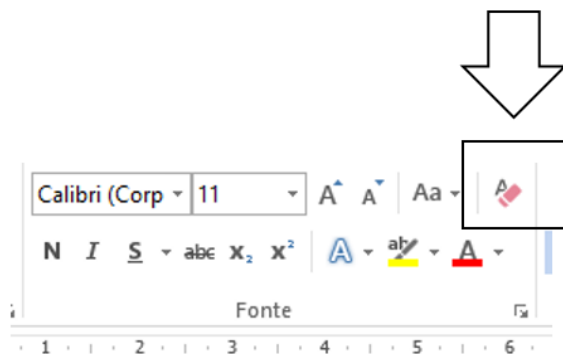 Calibri (Corp 11 A A Aa A
N I S abc X₂ X² A ab A
Fonte
1 2 3 4 5 6